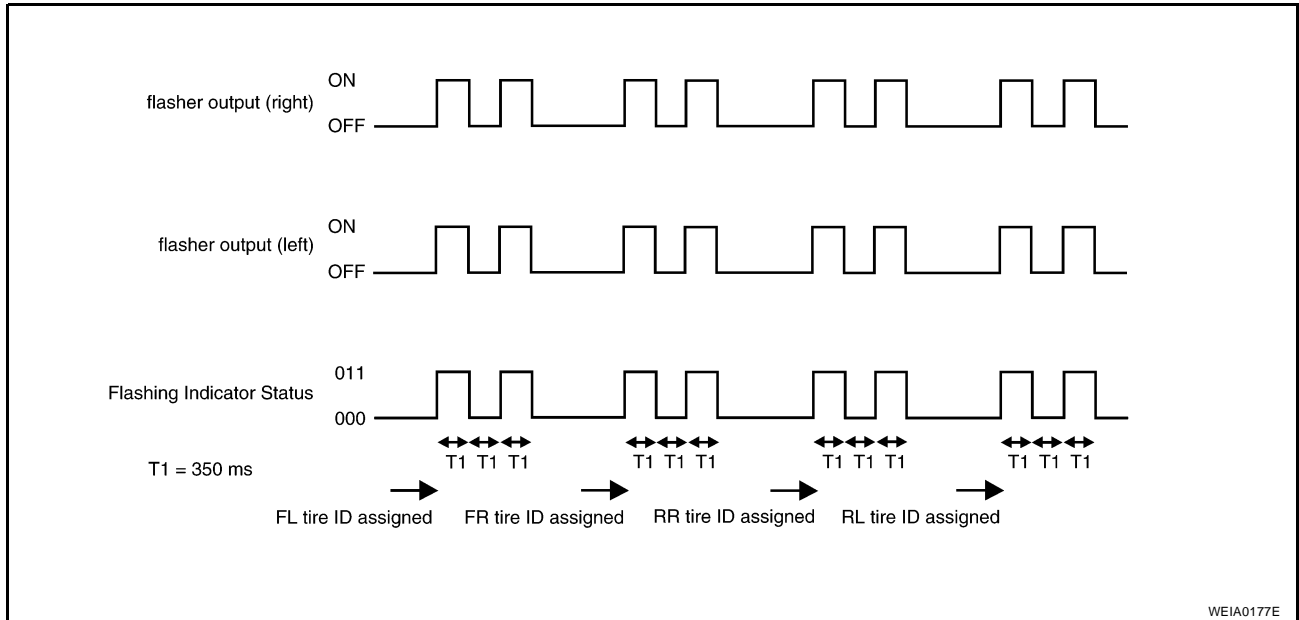 ON
flasher output (right)
OFF
ON
flasher output (left)
OFF
011
Flashing Indicator Status
000
T1 T1 T1 T1 T1 T1 T1 T1 T1 T1 T1 T1
T1 = 350 ms
FL tire ID assigned FR tire ID assigned RR tire ID assigned RL tire ID assigned
WEIA0177E